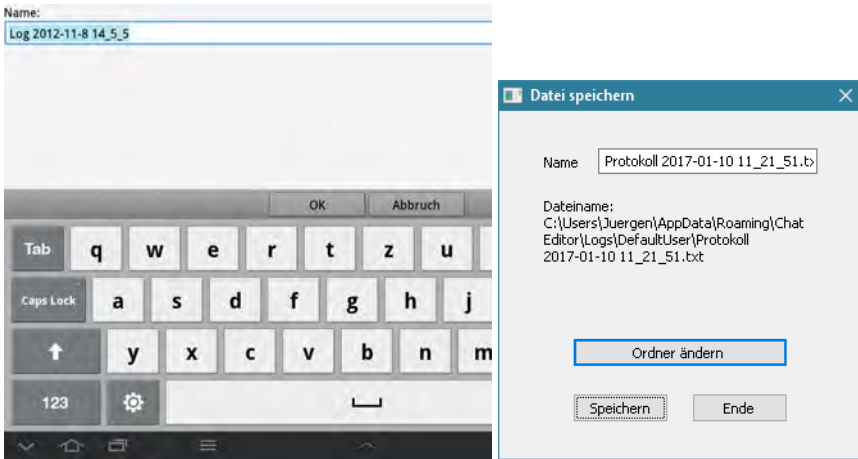 Name:
Log 2012-11-8 14_5_5
OK Abbruch
Tab q w e r t z u
Caps Lock a s d f g h j
y x c v b n m
123
Datei speichern
Name Protokoll 2017-01-10 11_21_51.tx
Dateiname:
C:\Users\Juergen\AppData\Roaming\Chat
Editor\Logs\DefaultUser\Protokoll
2017-01-10 11_21_51.txt
Ordner ändern
Speichern Ende